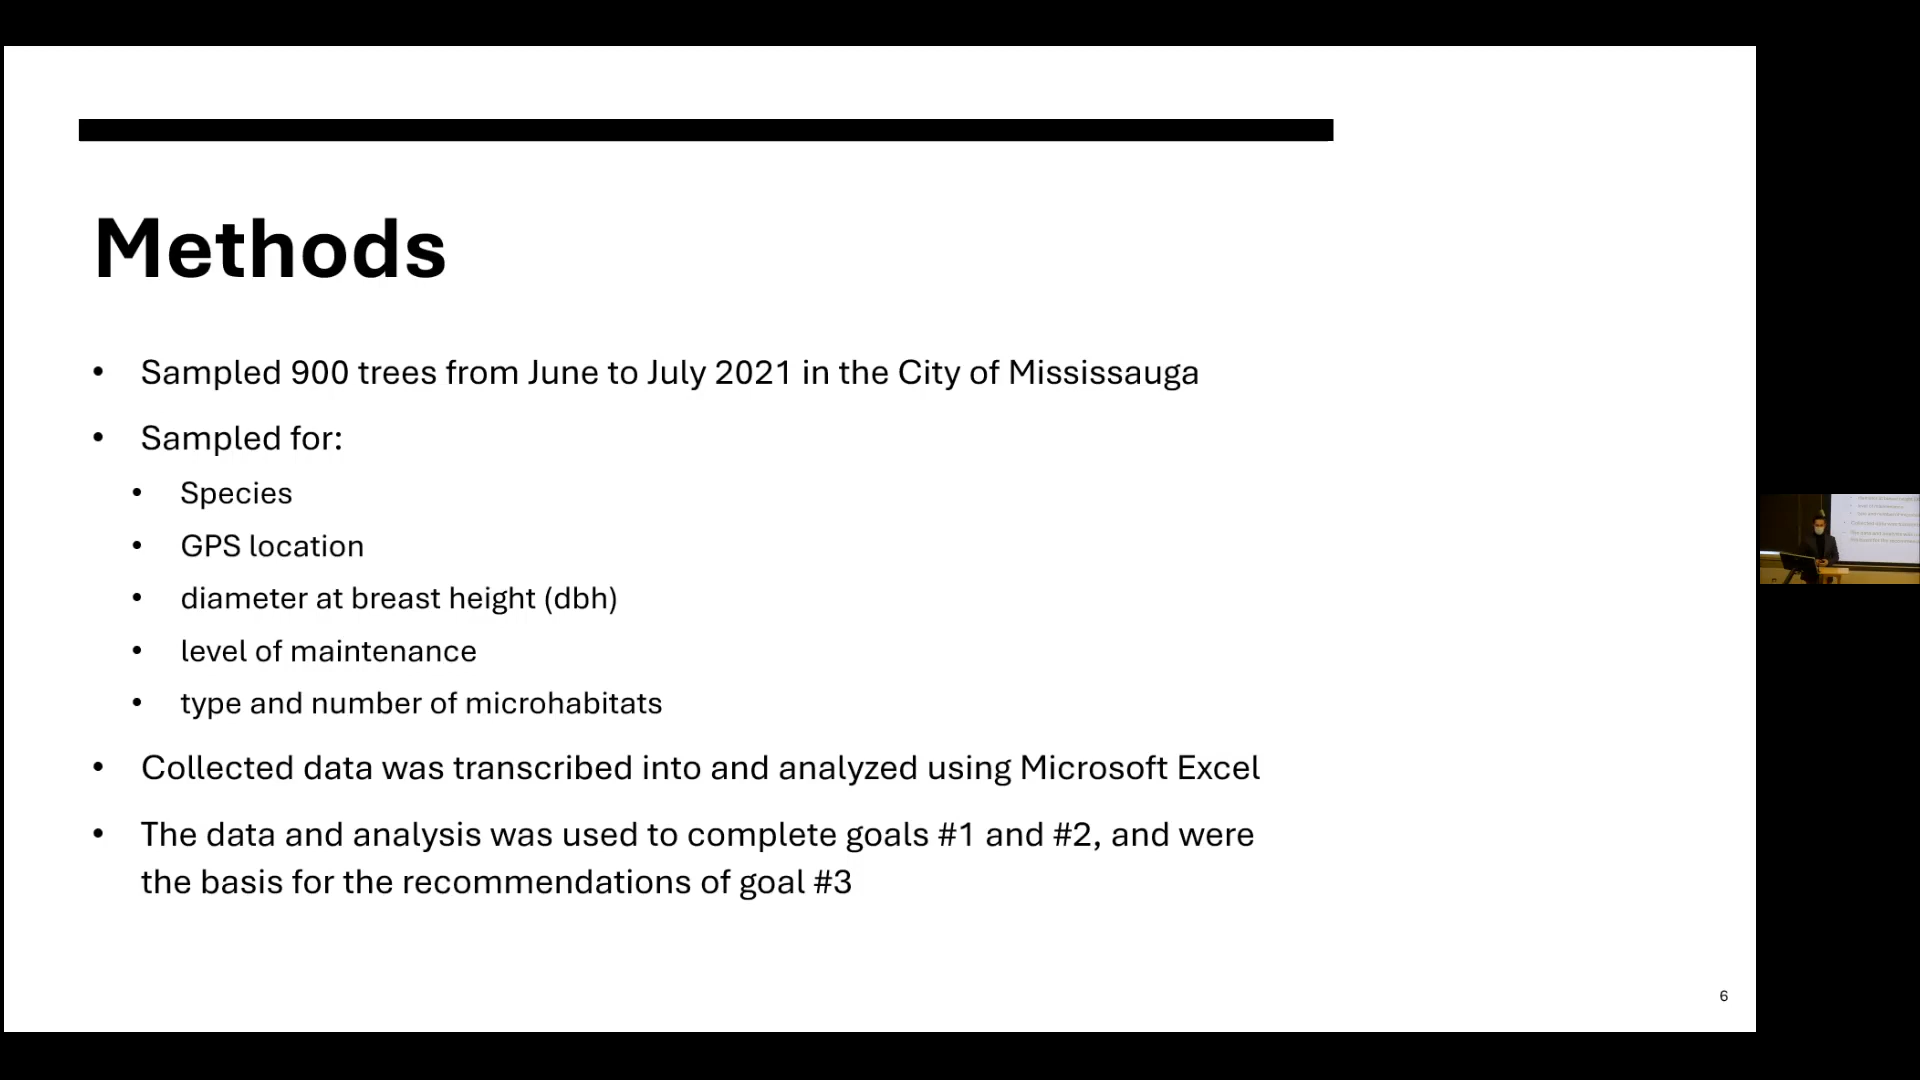 Methods
• Sampled 900 trees from June to July 2021 in the City of Mississauga
• Sampled for:
• Species
• GPS location
• diameter at breast height (dbh)
• level of maintenance
• type and number of microhabitats
• Collected data was transcribed into and analyzed using Microsoft Excel
• The data and analysis was used to complete goals #1 and #2, and were
the basis for the recommendations of goal #3
6